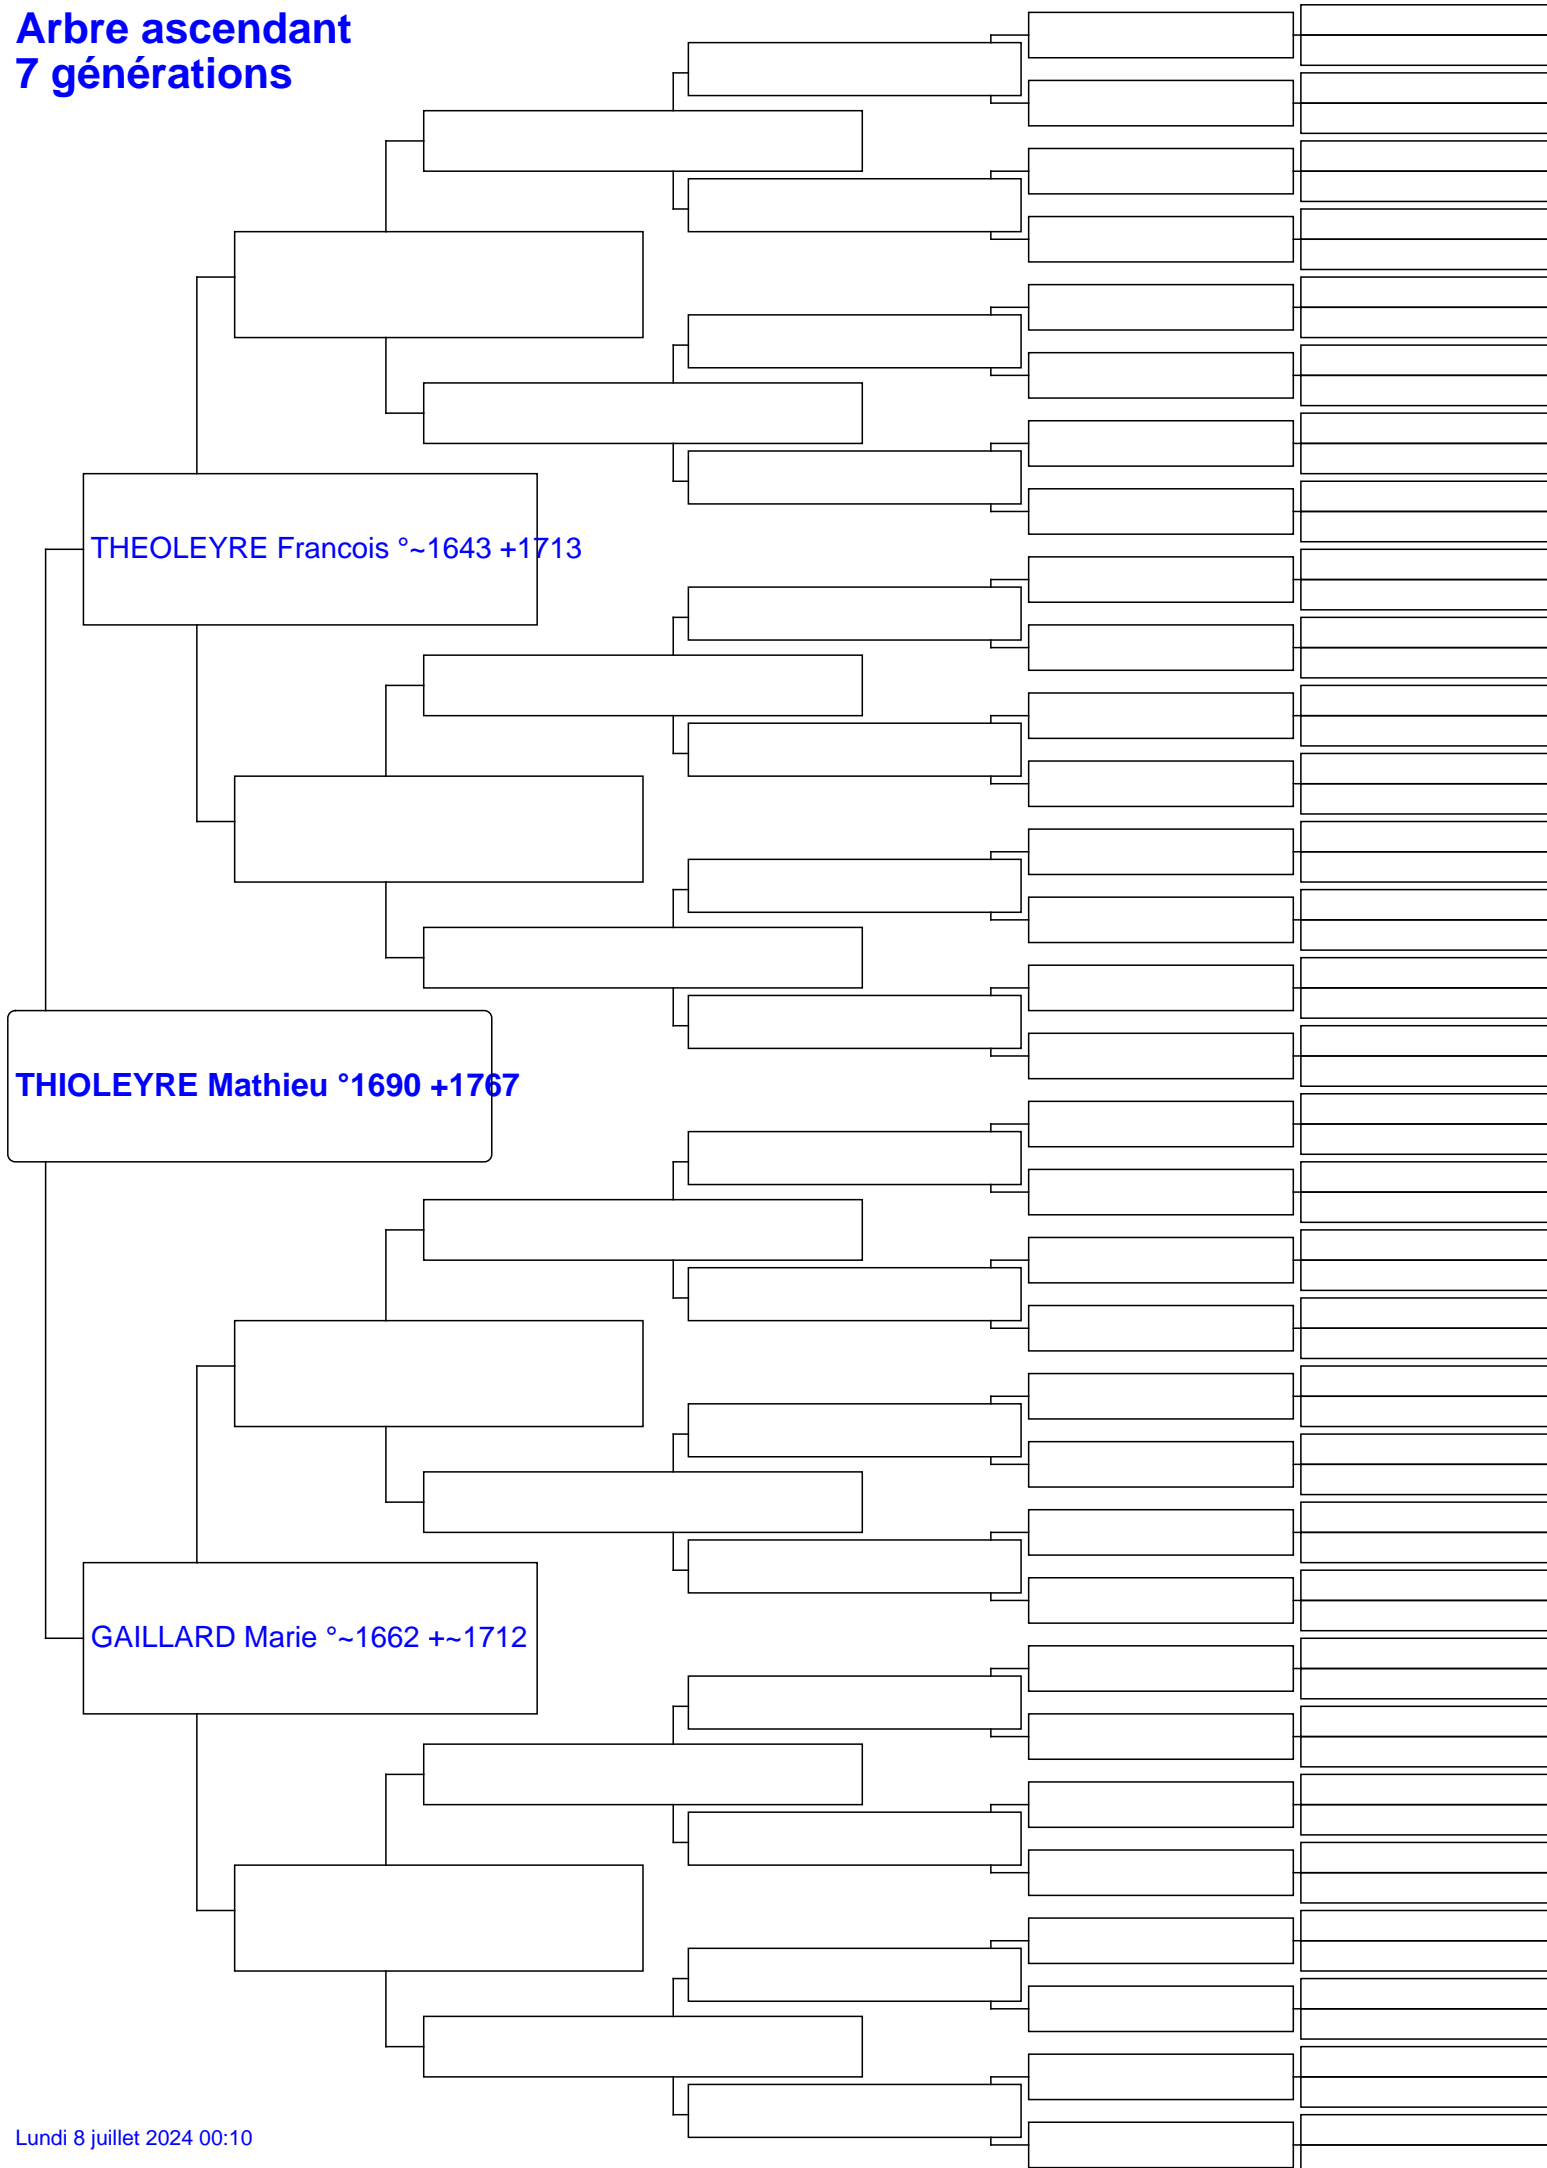 Arbre ascendant
7 générations
THEOLEYRE Francois °~1643 +1713
THIOLEYRE Mathieu °1690 +1767
GAILLARD Marie °~1662 +~1712
Lundi 8 juillet 2024 00:10